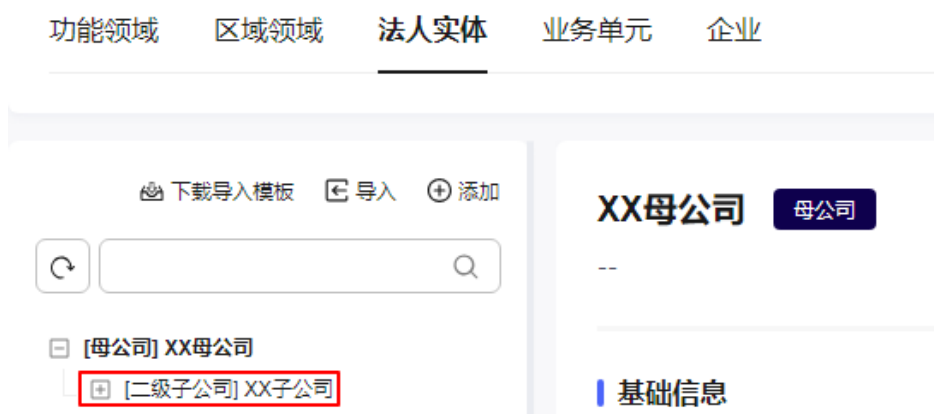 功能领域 区域领域 法人实体 业务单元 企业
下载导入模板 导入 添加
XX母公司 母公司
--
[母公司] XX母公司
[二级子公司] XX子公司
基础信息